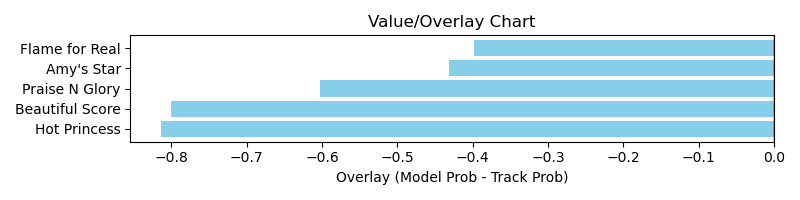 Value/Overlay Chart
Flame for Real
Amy's Star
Praise N Glory
Beautiful Score
Hot Princess
−0.8 −0.7 −0.6 −0.5 −0.4 −0.3 −0.2 −0.1 0.0
Overlay (Model Prob - Track Prob)